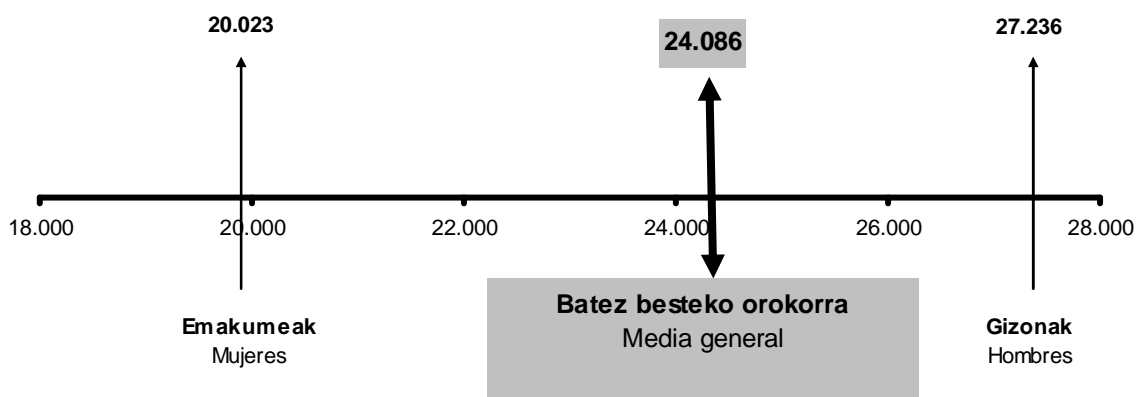 20.023
24.086
27.236
18.000
20.000
22.000
24.000
26.000
28.000
Emakumeak
Mujeres
Batez besteko orokorra
Media general
Gizonak
Hombres